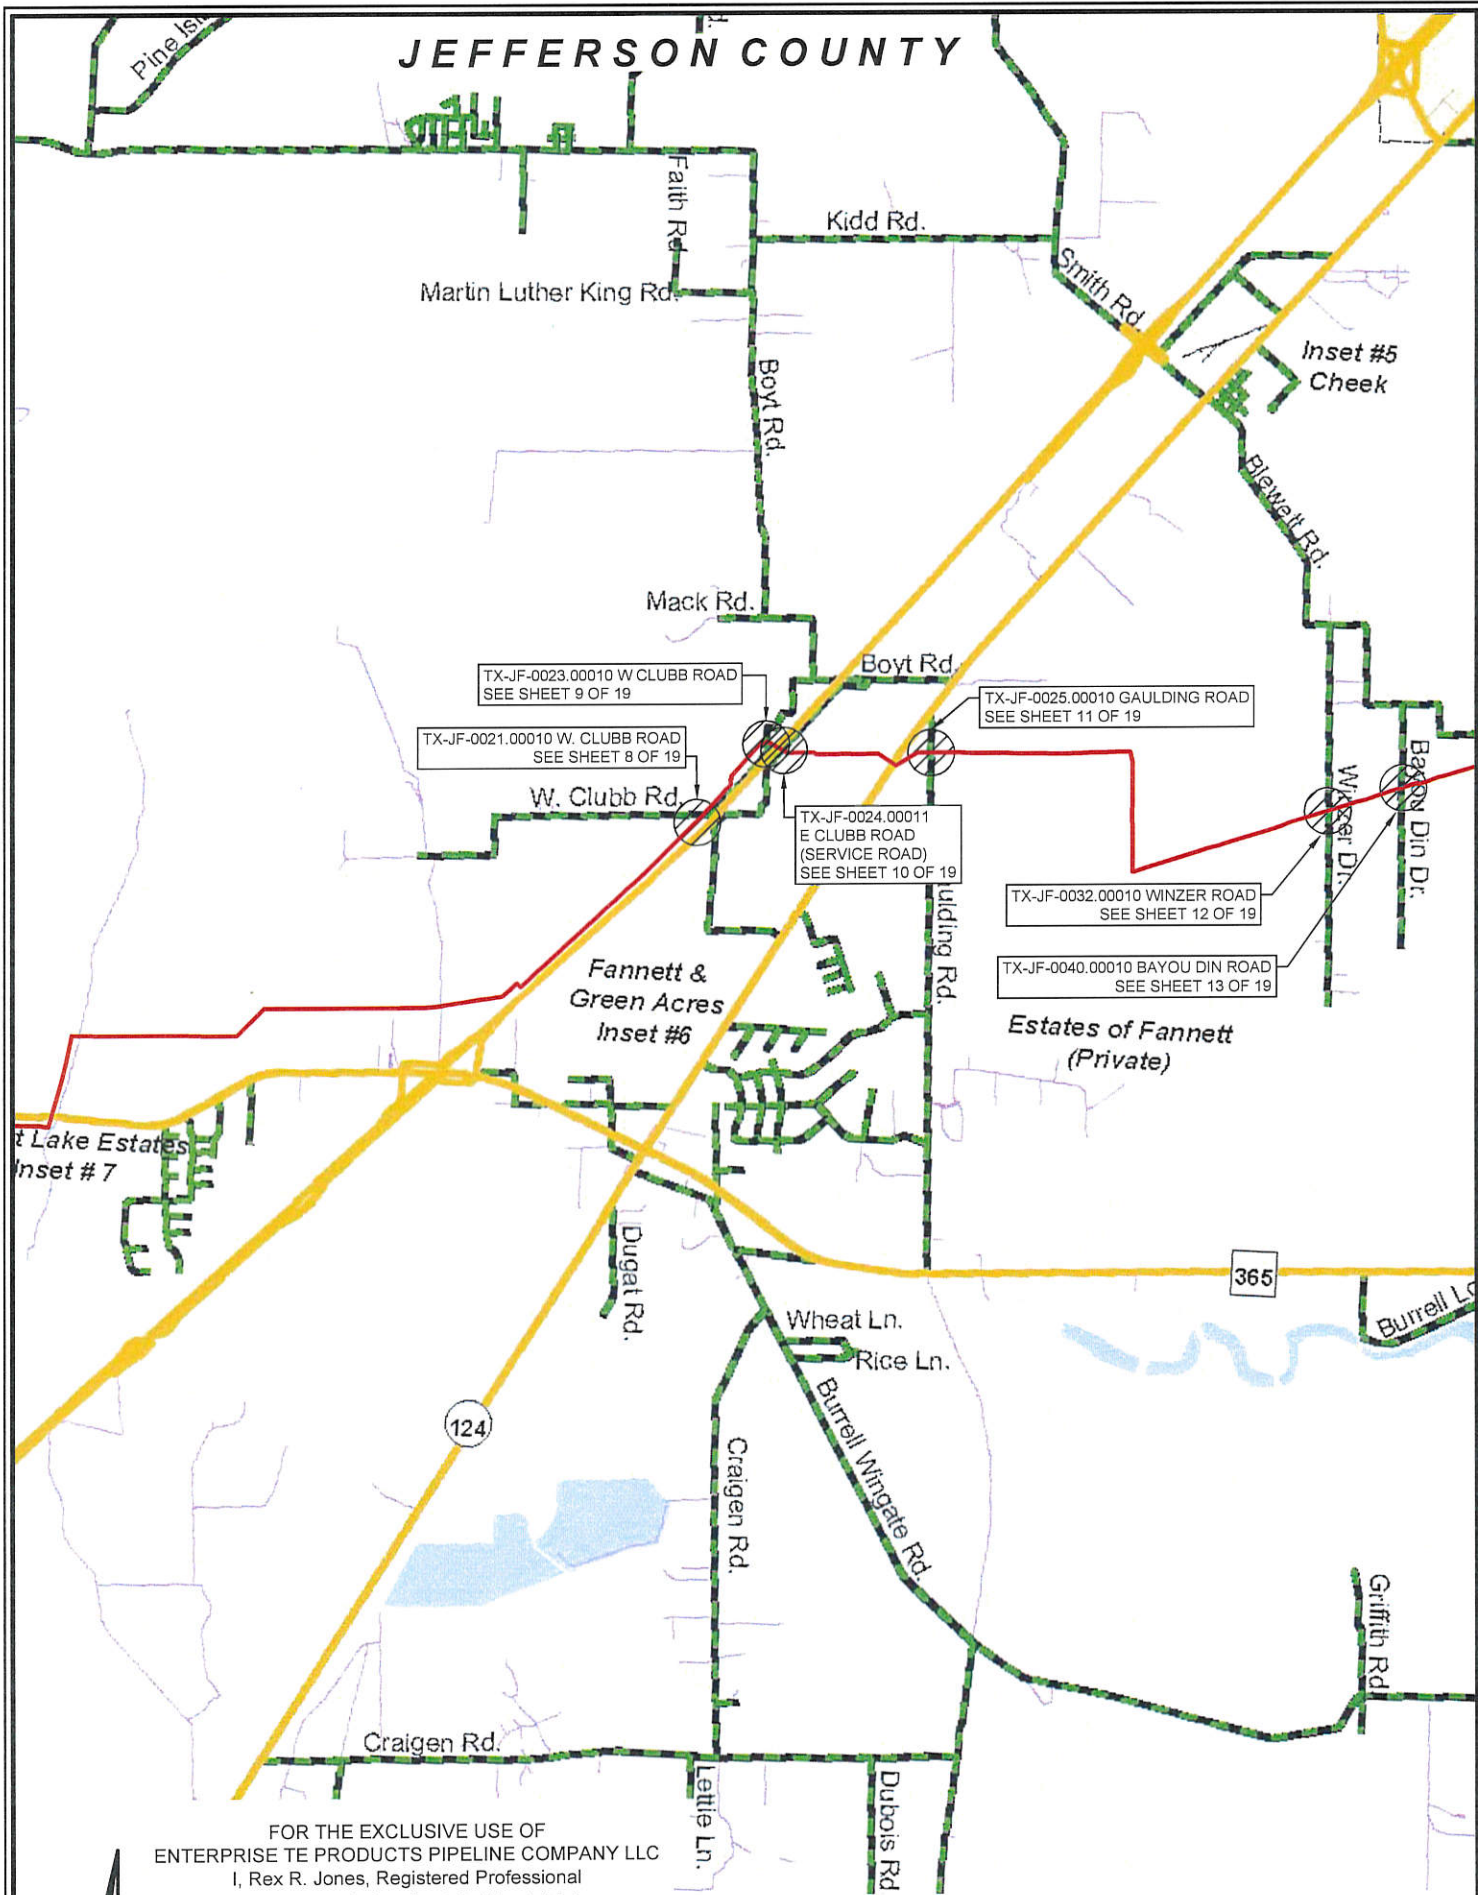 JEFFERSON COUNTY
Faith Rd
Kidd Rd.
Martin Luther King Rd.
Smith Rd.
Inset #5
Cheek
Boyt Rd.
Blewett Rd.
Mack Rd.
Boyt Rd.
TX-JF-0023.00010 W CLUBB ROAD
SEE SHEET 9 OF 19
TX-JF-0025.00010 GAULDING ROAD
SEE SHEET 11 OF 19
TX-JF-0021.00010 W. CLUBB ROAD
SEE SHEET 8 OF 19
W. Clubb Rd.
TX-JF-0024.00011
E CLUBB ROAD
(SERVICE ROAD)
SEE SHEET 10 OF 19
Winzer Dr.
Bayou Din Dr.
TX-JF-0032.00010 WINZER ROAD
SEE SHEET 12 OF 19
ulding Rd.
TX-JF-0040.00010 BAYOU DIN ROAD
SEE SHEET 13 OF 19
Fannett &
Green Acres
Inset #6
Estates of Fannett
(Private)
t Lake Estates
Inset # 7
Dugat Rd.
365
Burrell
Wheat Ln.
Rice Ln.
124
Craigen Rd.
Burrell Wingate Rd.
Griffith Rd
Craigen Rd.
Lettie Ln.
Dubois Rd
FOR THE EXCLUSIVE USE OF
ENTERPRISE TE PRODUCTS PIPELINE COMPANY LLC
I, Rex R. Jones, Registered Professional